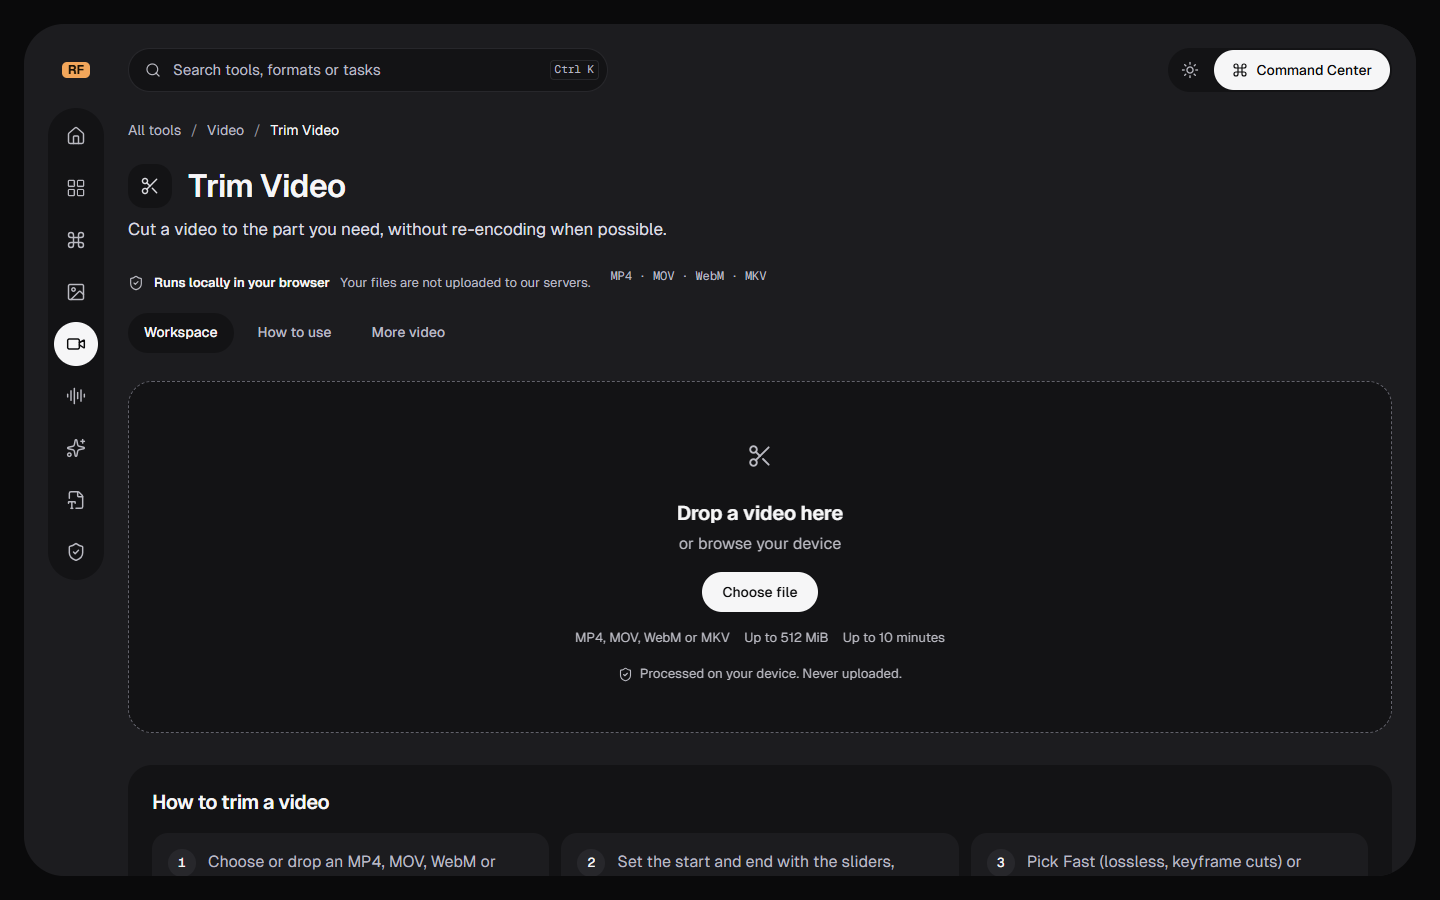 RF
Search tools, formats or tasks
Ctrl K
Command Center
All tools / Video / Trim Video
Trim Video
Cut a video to the part you need, without re-encoding when possible.
Runs locally in your browser Your files are not uploaded to our servers. MP4 · MOV · WebM · MKV
Workspace How to use More video
Drop a video here
or browse your device
Choose file
MP4, MOV, WebM or MKV Up to 512 MiB Up to 10 minutes
Processed on your device. Never uploaded.
How to trim a video
1 Choose or drop an MP4, MOV, WebM or
2 Set the start and end with the sliders,
3 Pick Fast (lossless, keyframe cuts) or